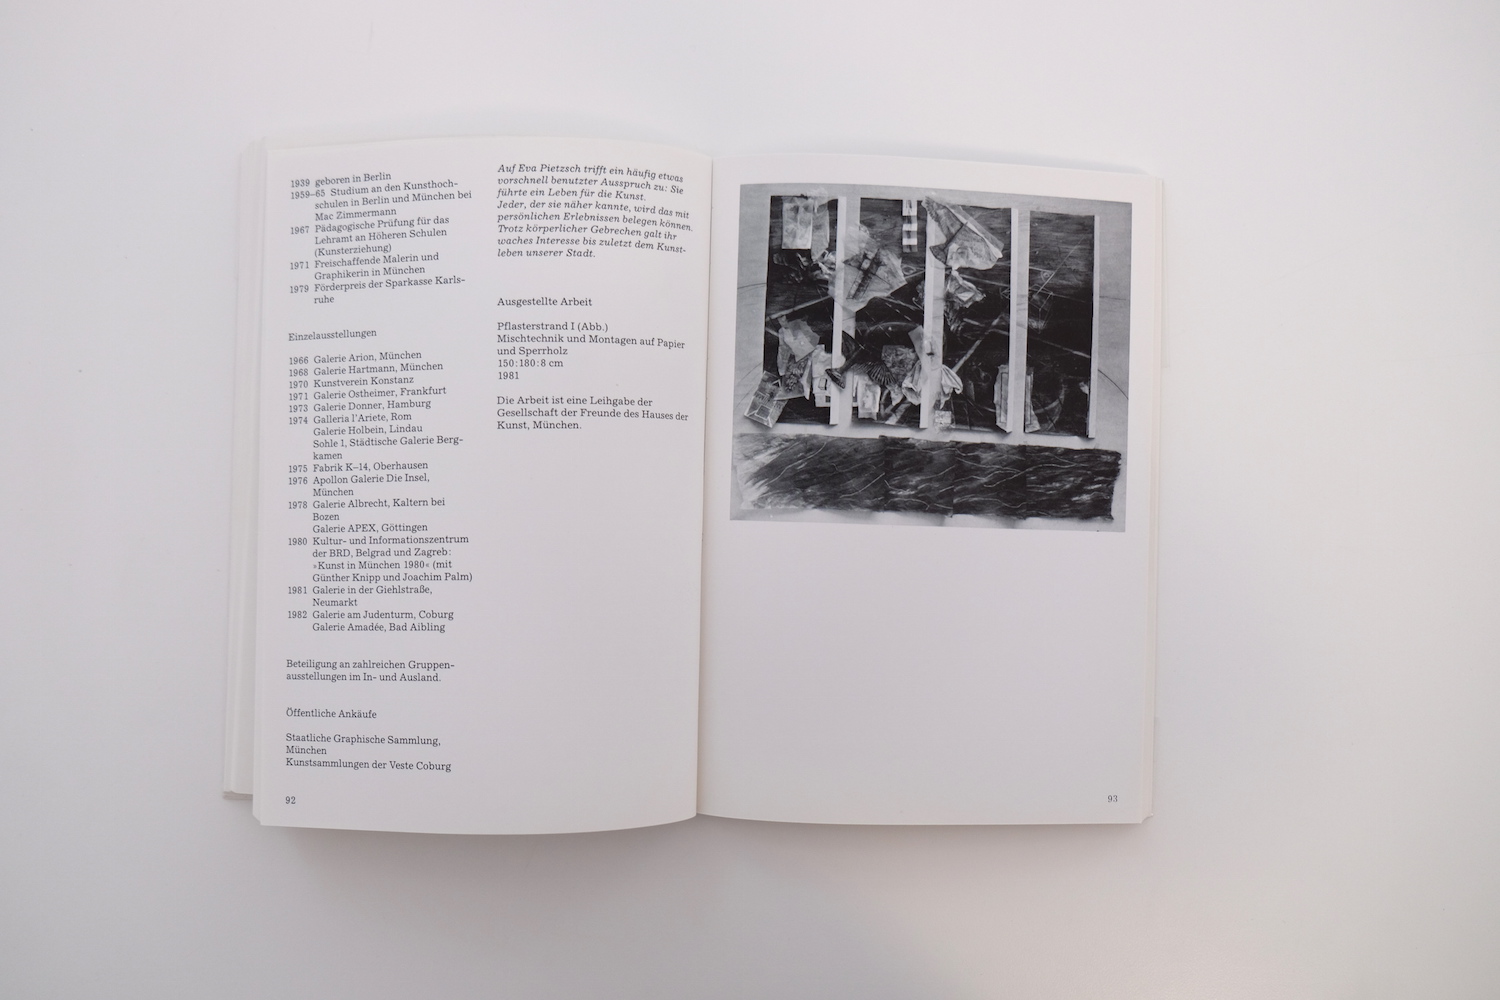 1939 geboren in Berlin
1959–65 Studium an den Kunsthoch-
schulen in Berlin und München bei
Mac Zimmermann
1967 Pädagogische Prüfung für das
Lehramt an Höheren Schulen
(Kunsterziehung)
1971 Freischaffende Malerin und
Graphikerin in München
1979 Förderpreis der Sparkasse Karls-
ruhe
Einzelausstellungen
1966 Galerie Arion, München
1968 Galerie Hartmann, München
1970 Kunstverein Konstanz
1971 Galerie Ostheimer, Frankfurt
1973 Galerie Donner, Hamburg
1974 Galleria l'Ariete, Rom
Galerie Holbein, Lindau
Sohle 1, Städtische Galerie Berg-
kamen
1975 Fabrik K–14, Oberhausen
1976 Apollon Galerie Die Insel,
München
1978 Galerie Albrecht, Kaltern bei
Bozen
Galerie APEX, Göttingen
1980 Kultur- und Informationszentrum
der BRD, Belgrad und Zagreb:
»Kunst in München 1980« (mit
Günther Knipp und Joachim Palm)
1981 Galerie in der Giehlstraße,
Neumarkt
1982 Galerie am Judenturm, Coburg
Galerie Amadée, Bad Aibling
Beteiligung an zahlreichen Gruppen-
ausstellungen im In- und Ausland.
Öffentliche Ankäufe
Staatliche Graphische Sammlung,
München
Kunstsammlungen der Veste Coburg
92
Auf Eva Pietzsch trifft ein häufig etwas
vorschnell benutzter Ausspruch zu: Sie
führte ein Leben für die Kunst.
Jeder, der sie näher kannte, wird das mit
persönlichen Erlebnissen belegen können.
Trotz körperlicher Gebrechen galt ihr
waches Interesse bis zuletzt dem Kunst-
leben unserer Stadt.
Ausgestellte Arbeit
Pflasterstrand I (Abb.)
Mischtechnik und Montagen auf Papier
und Sperrholz
150:180:8 cm
1981
Die Arbeit ist eine Leihgabe der
Gesellschaft der Freunde des Hauses der
Kunst, München.
93